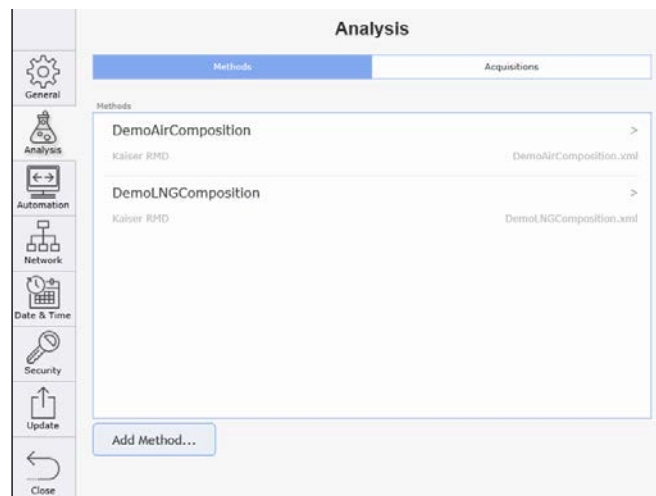 Analysis
Methods
Acquisitions
General
Analysis
Automation
Network
Date & Time
Security
Update
Close
Methods
DemoAirComposition
>
Kaiser RMD
DemoAirComposition.xml
DemoLNGComposition
>
Kaiser RMD
DemoLNGComposition.xml
Add Method...